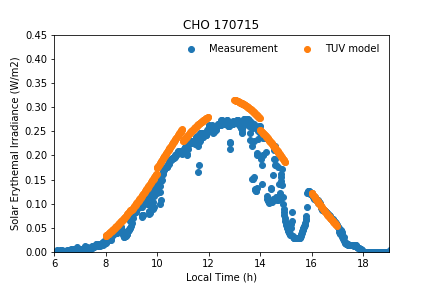 CHO 170715
Measurement
TUV model
Solar Erythemal Irradiance (W/m2)
0.45
0.40
0.35
0.30
0.25
0.20
0.15
0.10
0.05
0.00
6 8 10 12 14 16 18
Local Time (h)